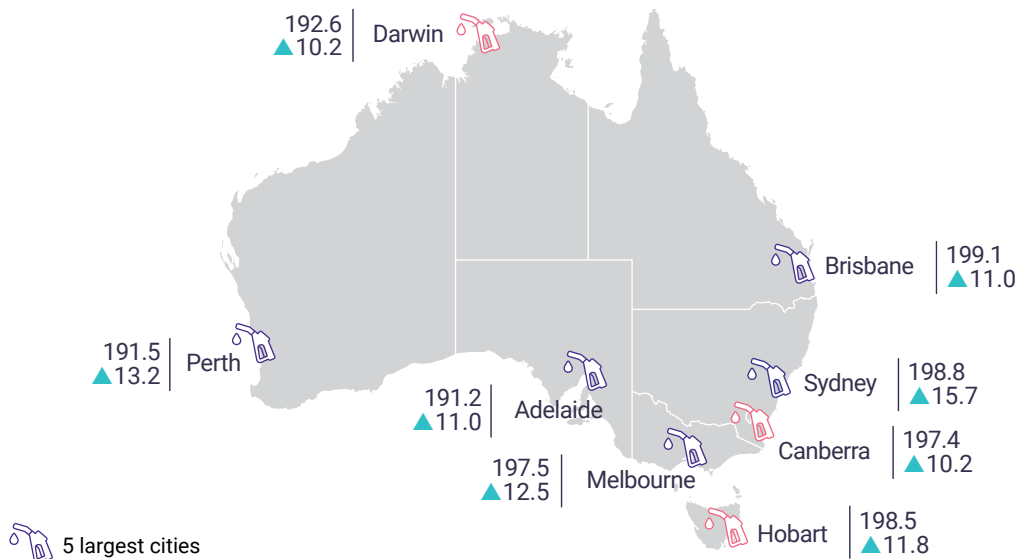 192.6
▲10.2
Darwin
Brisbane
199.1
▲11.0
191.5
▲13.2
Perth
191.2
▲11.0
Adelaide
Sydney
198.8
▲15.7
Canberra
197.4
▲10.2
197.5
▲12.5
Melbourne
Hobart
198.5
▲11.8
5 largest cities